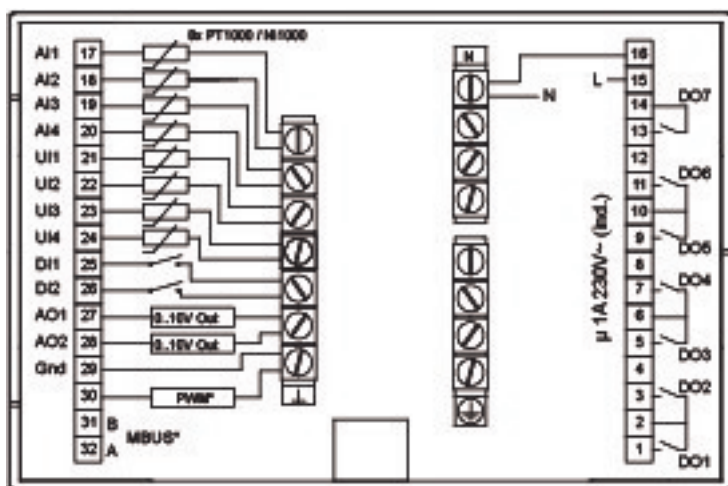 8x PT1000 / Ni1000
AI1 17
AI2 18
AI3 19
AI4 20
UI1 21
UI2 22
UI3 23
UI4 24
DI1 25
DI2 26
AO1 27 0..10V Out
AO2 28 0..10V Out
Gnd 29
30 PWM*
31 B
MBUS*
32 A
N
N
16
L 15
14 DO7
13
12
11 DO6
10
9 DO5
8
7 DO4
6
5 DO3
4
3 DO2
2
1 DO1
µ 1A 230V~ (Ind.)